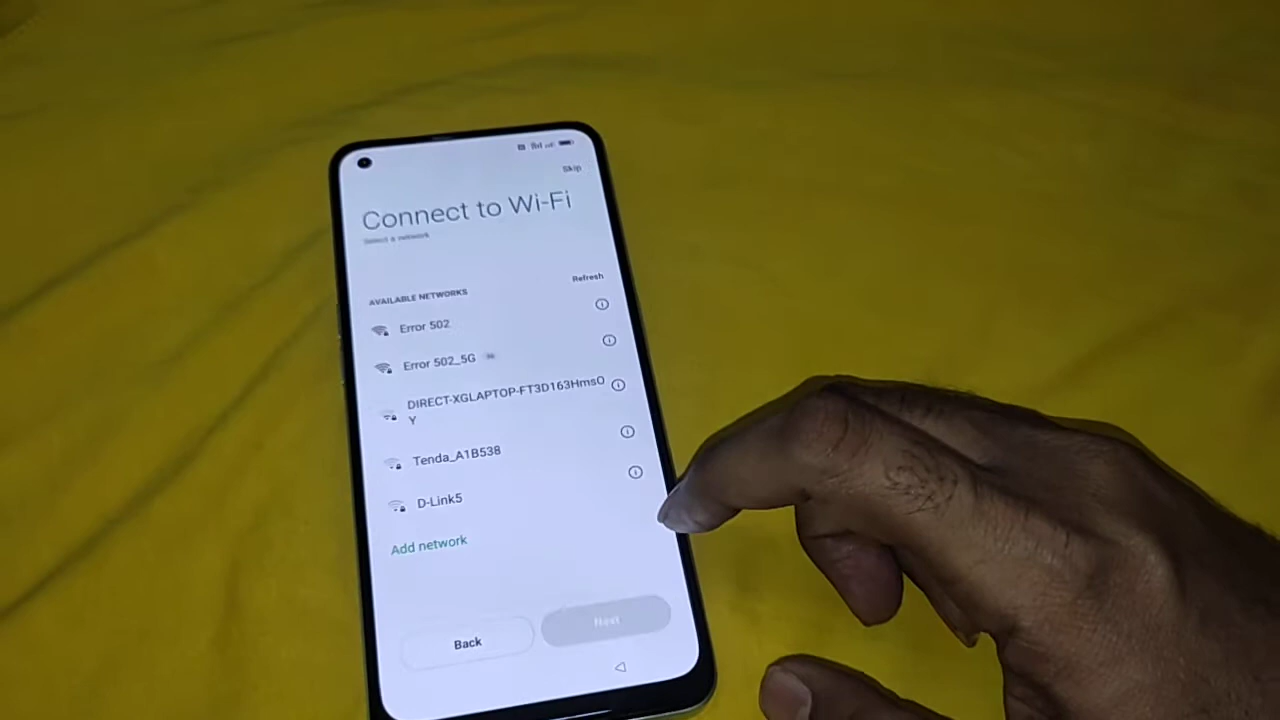 Skip
Connect to Wi-Fi
Select a network
Refresh
AVAILABLE NETWORKS
Error 502
Error 502_5G
DIRECT-XGLAPTOP-FT3D163HmsO
Y
Tenda_A1B538
D-Link5
Add network
Back
Next